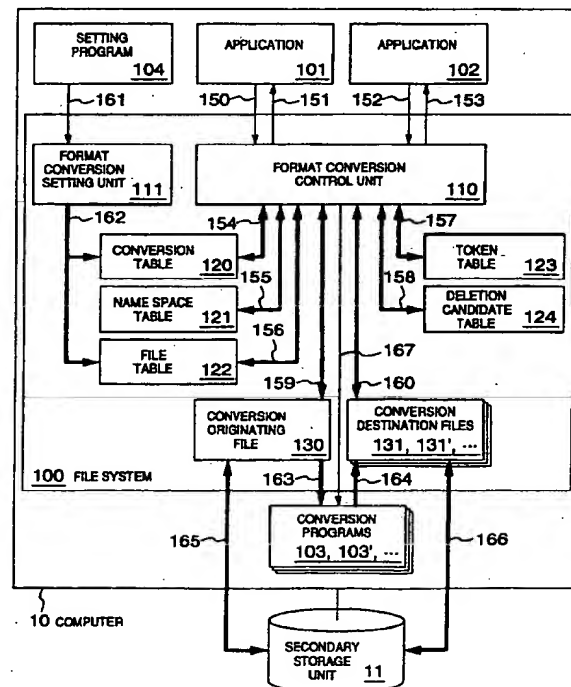 SETTING
PROGRAM
104
APPLICATION
101
APPLICATION
102
161
150
151
152
153
FORMAT
CONVERSION
SETTING UNIT
111
FORMAT CONVERSION
CONTROL UNIT
110
162
154
157
CONVERSION
TABLE
120
TOKEN
TABLE
123
155
158
NAME SPACE
TABLE
121
DELETION
CANDIDATE
TABLE
124
FILE
TABLE
122
156
167
159
160
CONVERSION
ORIGINATING
FILE
130
CONVERSION
DESTINATION FILES
131, 131', ...
100 FILE SYSTEM
163
164
CONVERSION
PROGRAMS
103, 103', ...
165
166
10 COMPUTER
SECONDARY
STORAGE
UNIT
11